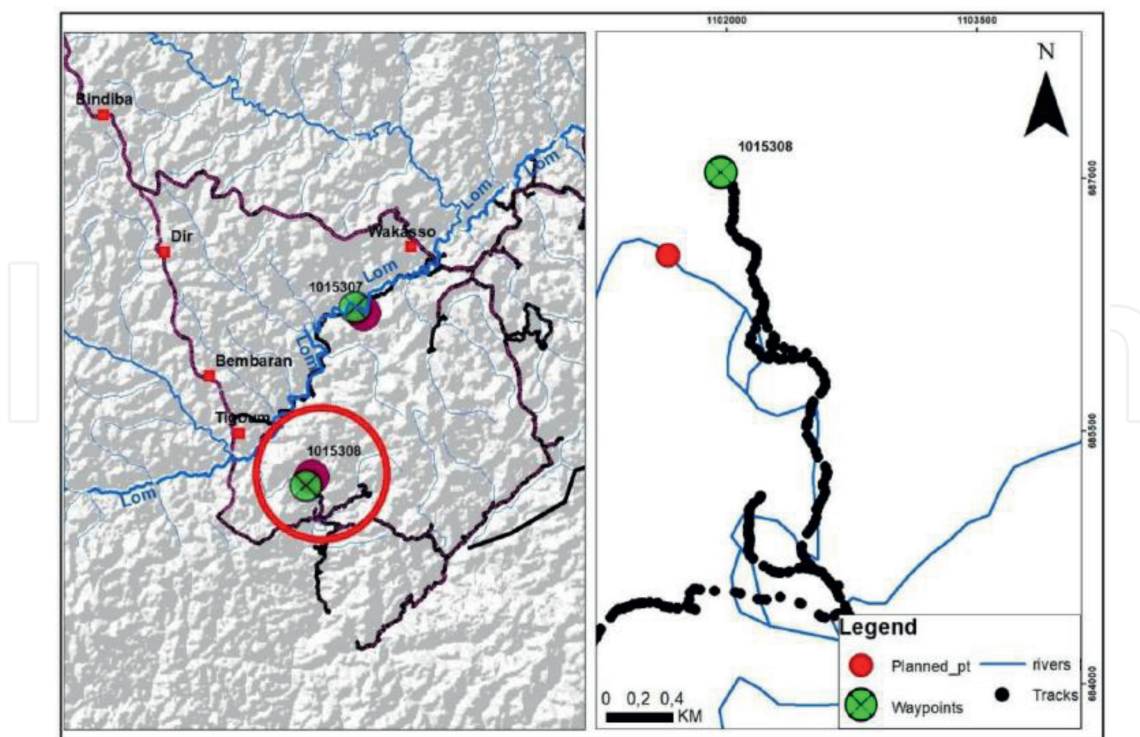 Bindiba
Lom
Lom
Dir
Wakasso
Lom
1015307
Lom
Bembaran
Tigoum
1015308
Lom
1102000
1103500
N
1015308
687000
685500
684000
Legend
Planned_pt
rivers
Waypoints
Tracks
0 0,2 0,4
KM